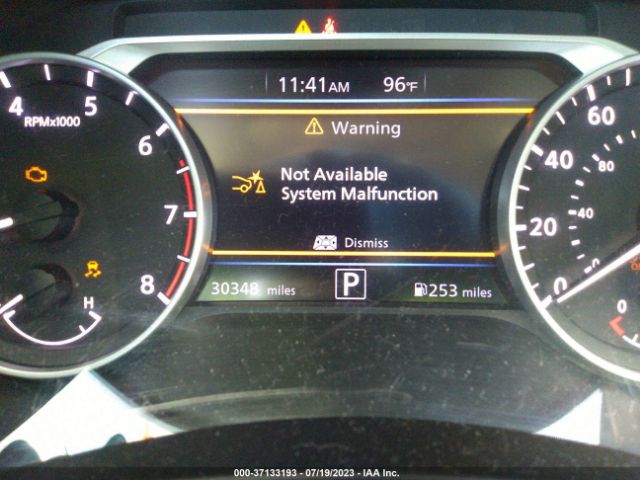 11:41AM 96°F
4 5 6 7 8
RPMx1000
Warning
Not Available
System Malfunction
Dismiss
30348 miles P 253 miles
H
60
40
20
0
80
40
0
000-37133193 - 07/19/2023 - IAA Inc.